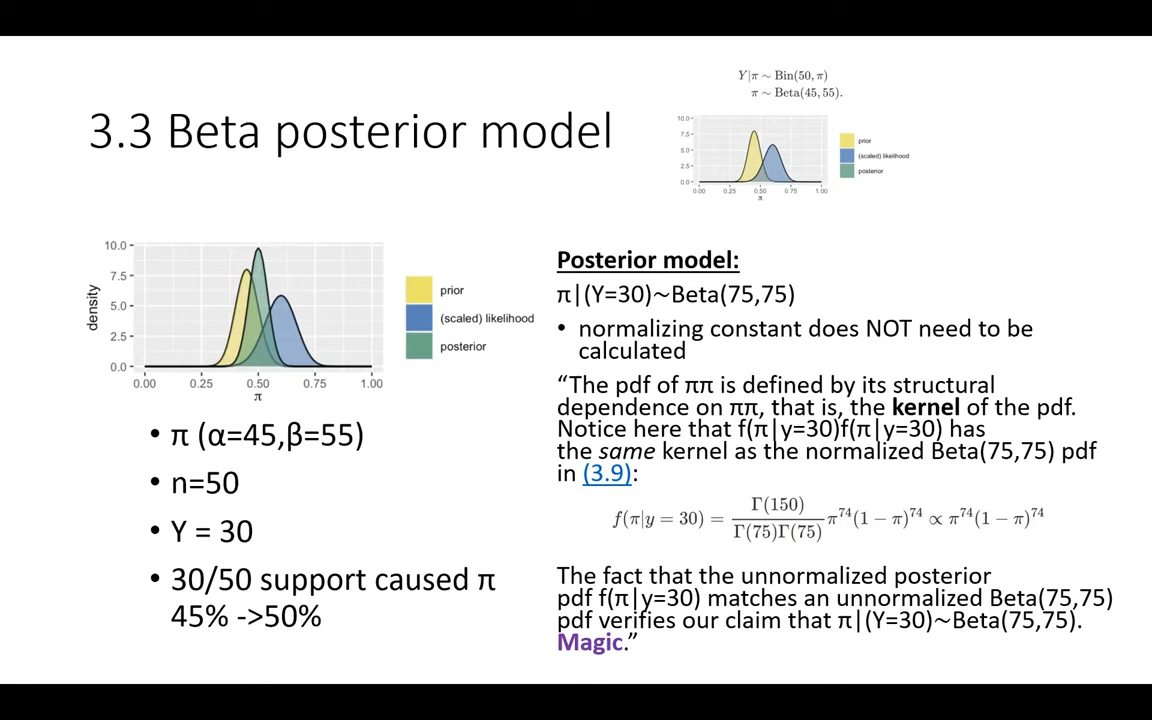 Y|π ∼ Bin(50, π)
π ∼ Beta(45, 55).
3.3 Beta posterior model
10.0
7.5
5.0
2.5
0.0
0.00 0.25 0.50 0.75 1.00
π
prior
(scaled) likelihood
posterior
density
10.0
7.5
5.0
2.5
0.0
0.00 0.25 0.50 0.75 1.00
π
prior
(scaled) likelihood
posterior
• π (α=45,β=55)
• n=50
• Y = 30
• 30/50 support caused π
45% ->50%
Posterior model:
π|(Y=30)~Beta(75,75)
• normalizing constant does NOT need to be
calculated
“The pdf of ππ is defined by its structural
dependence on ππ, that is, the kernel of the pdf.
Notice here that f(π|y=30)f(π|y=30) has
the same kernel as the normalized Beta(75,75) pdf
in (3.9):
f(π|y = 30) = Γ(150) / Γ(75)Γ(75) π^74 (1 − π)^74 ∝ π^74 (1 − π)^74
The fact that the unnormalized posterior
pdf f(π|y=30) matches an unnormalized Beta(75,75)
pdf verifies our claim that π|(Y=30)~Beta(75,75).
Magic.”